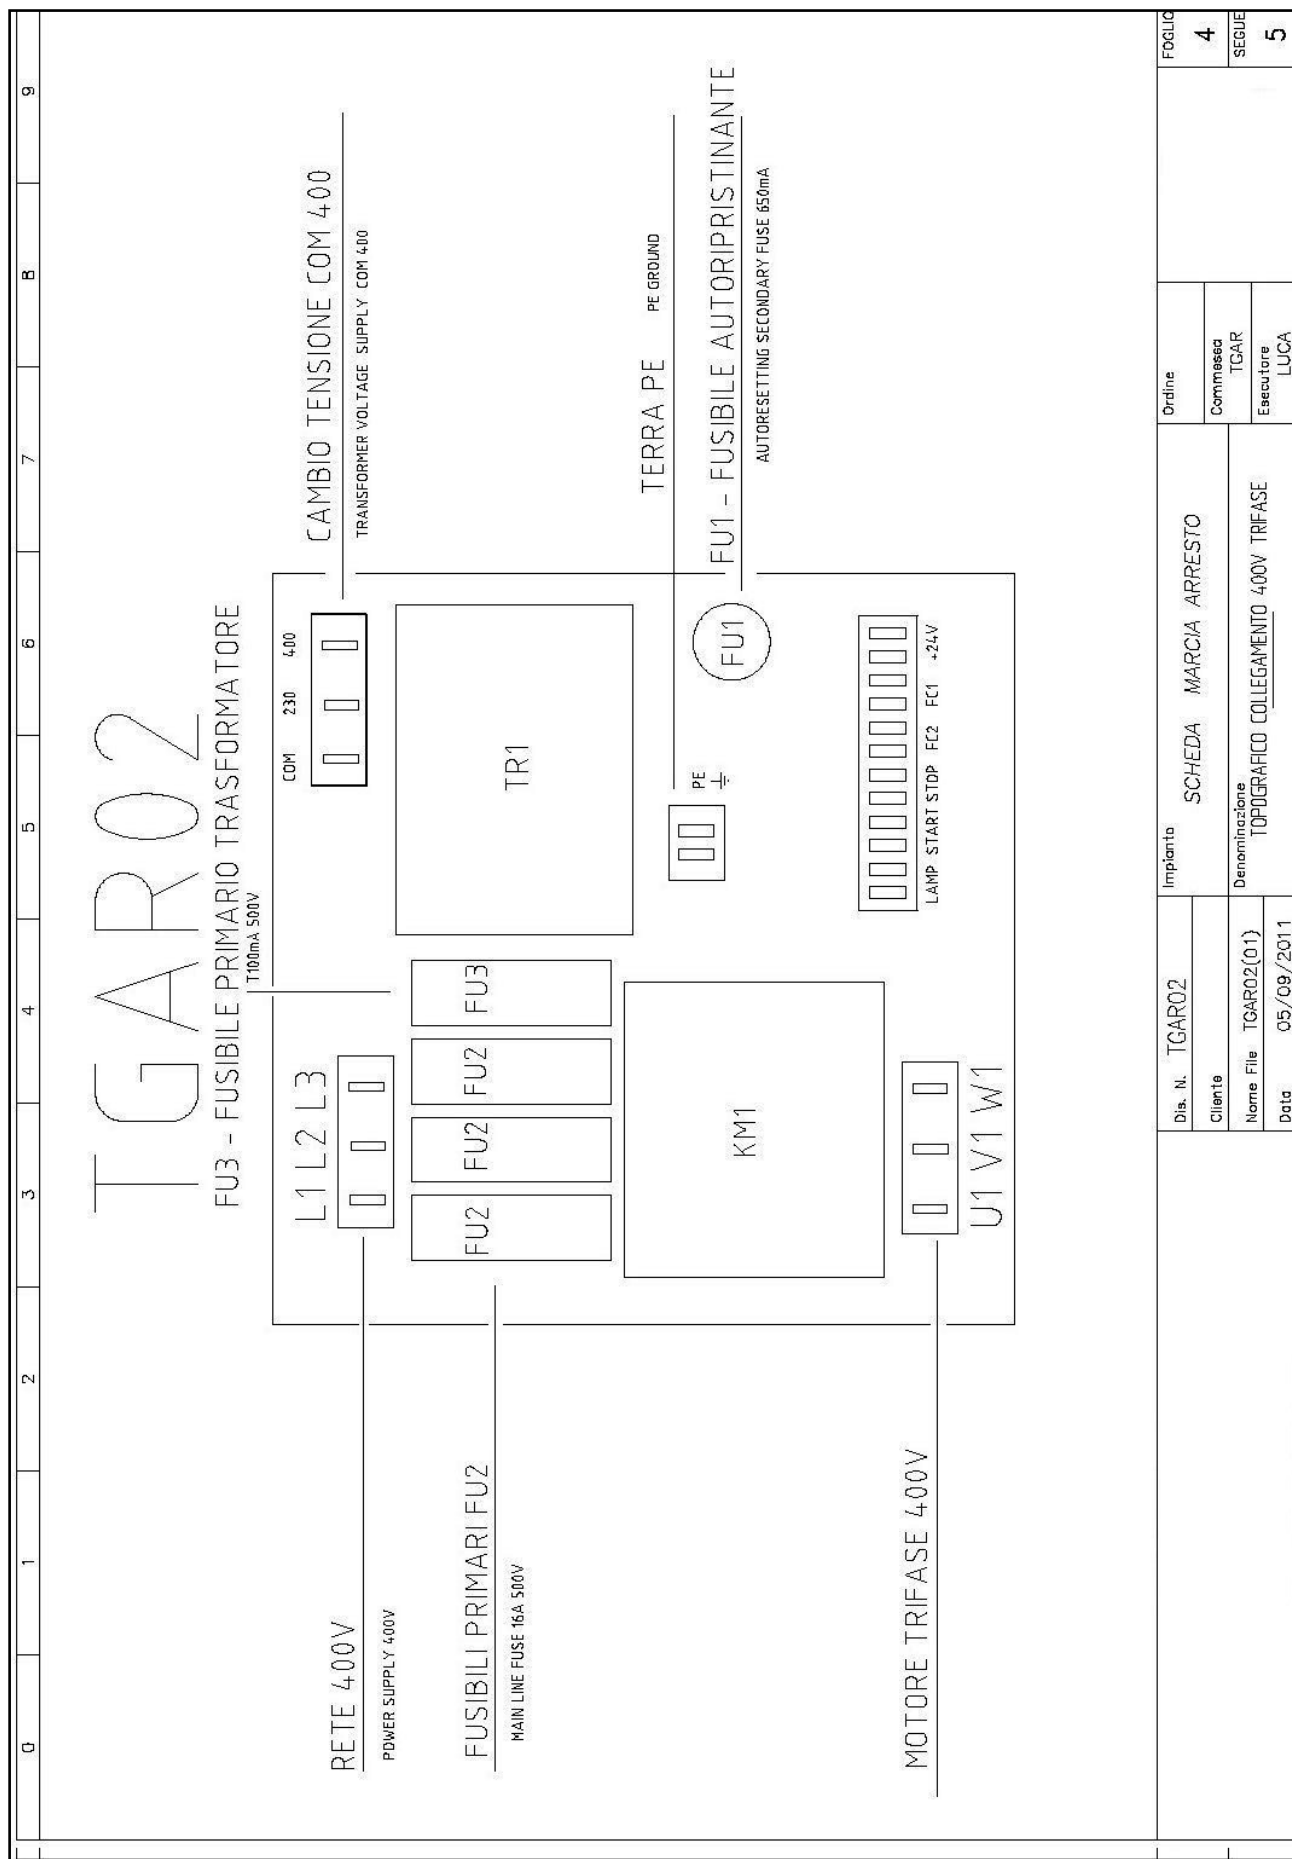 0 1 2 3 4 5 6 7 8 9
TGAR02
FU3 - FUSIBILE PRIMARIO TRASFORMATORE
T100mA 500V
RETE 400V
POWER SUPPLY 400V
L1 L2 L3
COM 230 400
CAMBIO TENSIONE COM 400
TRANSFORMER VOLTAGE SUPPLY COM 400
FUSIBILI PRIMARI FU2
MAIN LINE FUSE 16A 500V
FU2 FU2 FU2 FU3
TR1
TERRA PE
PE GROUND
PE
KM1
FU1
FU1 - FUSIBILE AUTORIPRISTINANTE
AUTORESETTING SECONDARY FUSE 650mA
MOTORE TRIFASE 400V
U1 V1 W1
LAMP START STOP FC2 FC1 +24V
Dis. N. TGAR02
Cliente
Nome File TGAR02(01)
Data 05/09/2011
Impianto
SCHEDA MARCIA ARRESTO
Denominazione
TOPOGRAFICO COLLEGAMENTO 400V TRIFASE
Ordine
Commessa
TGAR
Esecutore
LUCA
FOGLIO
4
SEGUE
5